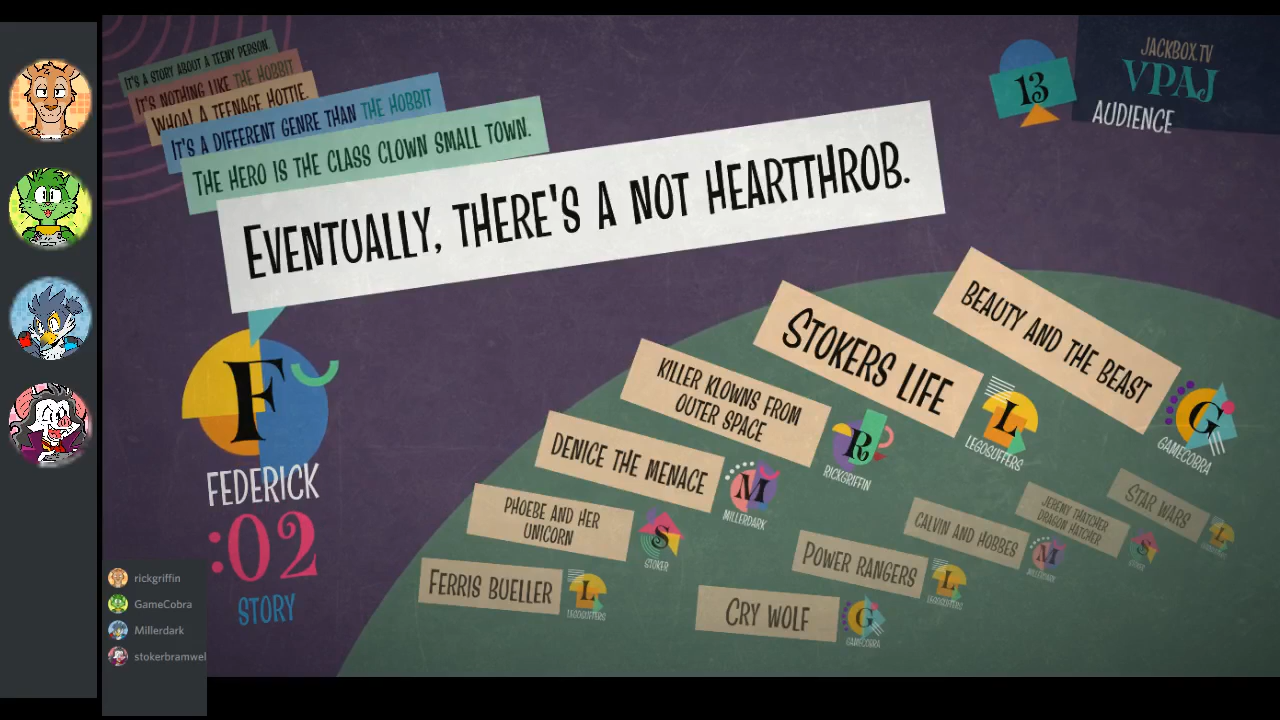 IT'S A STORY ABOUT A TEENY PERSON.
IT'S NOTHING LIKE THE HOBBIT
WHOA! A TEENAGE HOTTIE.
IT'S A DIFFERENT GENRE THAN THE HOBBIT
THE HERO IS THE CLASS CLOWN SMALL TOWN.
EVENTUALLY, THERE'S A NOT HEARTTHROB.
13
JACKBOX.TV
VPAJ
AUDIENCE
F
FEDERICK
:02
STORY
BEAUTY AND THE BEAST
G
GAMECOBRA
STOKERS LIFE
L
LEGOSUFFERS
KILLER KLOWNS FROM
OUTER SPACE
R
RICKGRIFFIN
DENICE THE MENACE
M
MILLERDARK
PHOEBE AND HER
UNICORN
S
STOKER
FERRIS BUELLER
L
LEGOSUFFERS
STAR WARS
L
JEREMY THATCHER
DRAGON HATCHER
S
STOKER
CALVIN AND HOBBES
M
MILLERDARK
POWER RANGERS
L
LEGOSUFFERS
CRY WOLF
G
GAMECOBRA
rickgriffin
GameCobra
Millerdark
stokerbramwel